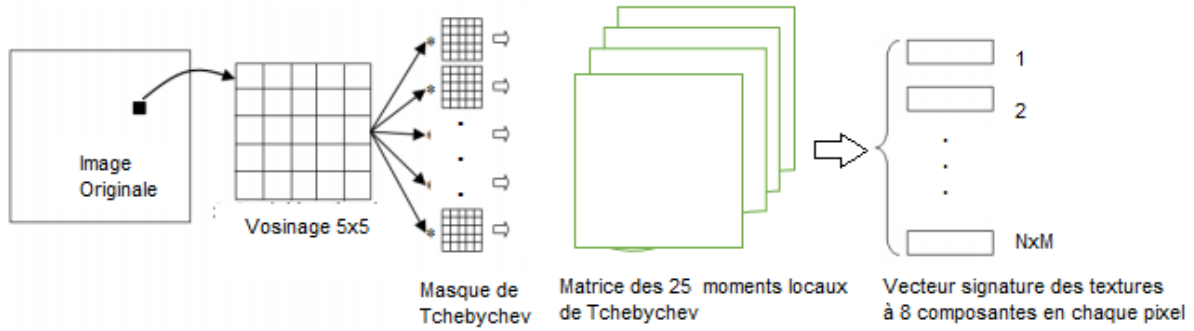 Image
Originale
Vosinage 5x5
Masque de
Tchebychev
Matrice des 25 moments locaux
de Tchebychev
1
2
NxM
Vecteur signature des textures
à 8 composantes en chaque pixel